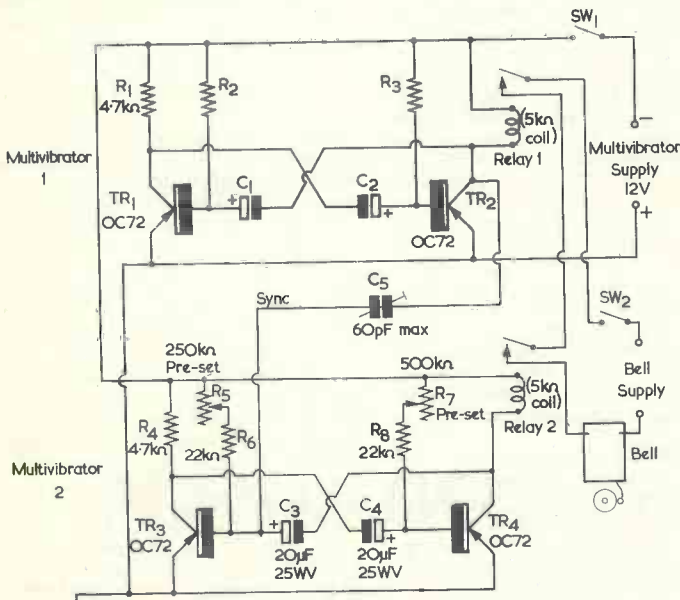 SW1
R1
4·7kΩ
R2
R3
(5kΩ
coil)
Relay 1
−
Multivibrator
Supply
12V
+
Multivibrator
1
TR1
OC72
+
C1
C2
+
TR2
OC72
C5
60pF max
Sync
SW2
Bell
Supply
Bell
250kΩ
Pre-set
R5
R6
22kΩ
R4
4·7kΩ
500kΩ
R7
Pre-set
R8
22kΩ
(5kΩ
coil)
Relay 2
Multivibrator
2
TR3
OC72
+
C3
20µF
25WV
C4
+
20µF
25WV
TR4
OC72